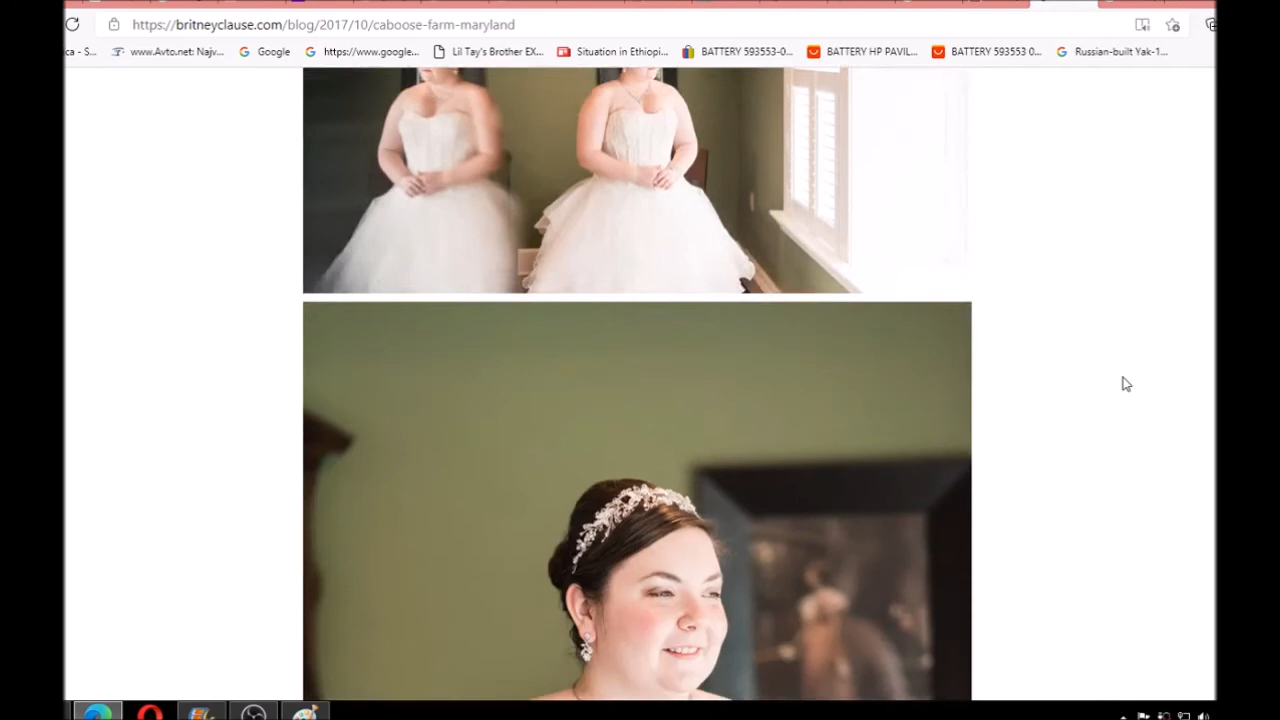 https://britneyclause.com/blog/2017/10/caboose-farm-maryland
ca - S... www.Avto.net: Najv... Google https://www.google... Lil Tay's Brother EX... Situation in Ethiopi... BATTERY 593553-0... BATTERY HP PAVIL... BATTERY 593553 0... Russian-built Yak-1...